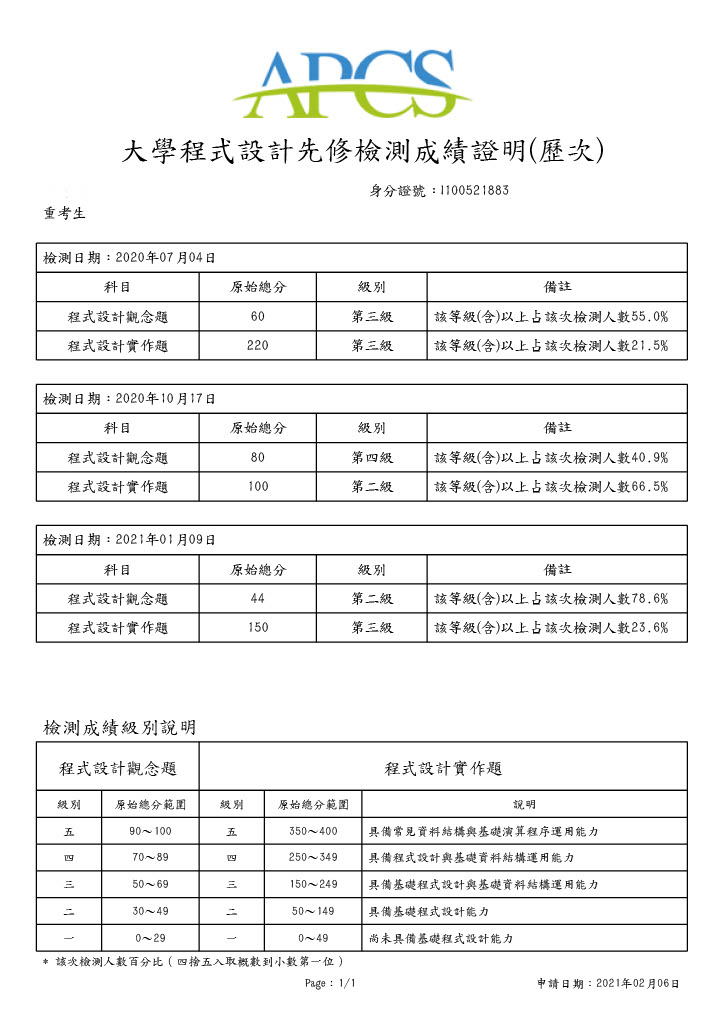 APCS
大學程式設計先修檢測成績證明(歷次)
身分證號：1100521883
重考生
檢測日期：2020年07月04日
科目 原始總分 級別 備註
程式設計觀念題 60 第三級 該等級(含)以上占該次檢測人數55.0%
程式設計實作題 220 第三級 該等級(含)以上占該次檢測人數21.5%
檢測日期：2020年10月17日
科目 原始總分 級別 備註
程式設計觀念題 80 第四級 該等級(含)以上占該次檢測人數40.9%
程式設計實作題 100 第二級 該等級(含)以上占該次檢測人數66.5%
檢測日期：2021年01月09日
科目 原始總分 級別 備註
程式設計觀念題 44 第二級 該等級(含)以上占該次檢測人數78.6%
程式設計實作題 150 第三級 該等級(含)以上占該次檢測人數23.6%
檢測成績級別說明
程式設計觀念題 程式設計實作題
級別 原始總分範圍 級別 原始總分範圍 說明
五 90～100 五 350～400 具備常見資料結構與基礎演算程序運用能力
四 70～89 四 250～349 具備程式設計與基礎資料結構運用能力
三 50～69 三 150～249 具備基礎程式設計與基礎資料結構運用能力
二 30～49 二 50～149 具備基礎程式設計能力
一 0～29 一 0～49 尚未具備基礎程式設計能力
* 該次檢測人數百分比（四捨五入取概數到小數第一位）
Page：1/1 申請日期：2021年02月06日